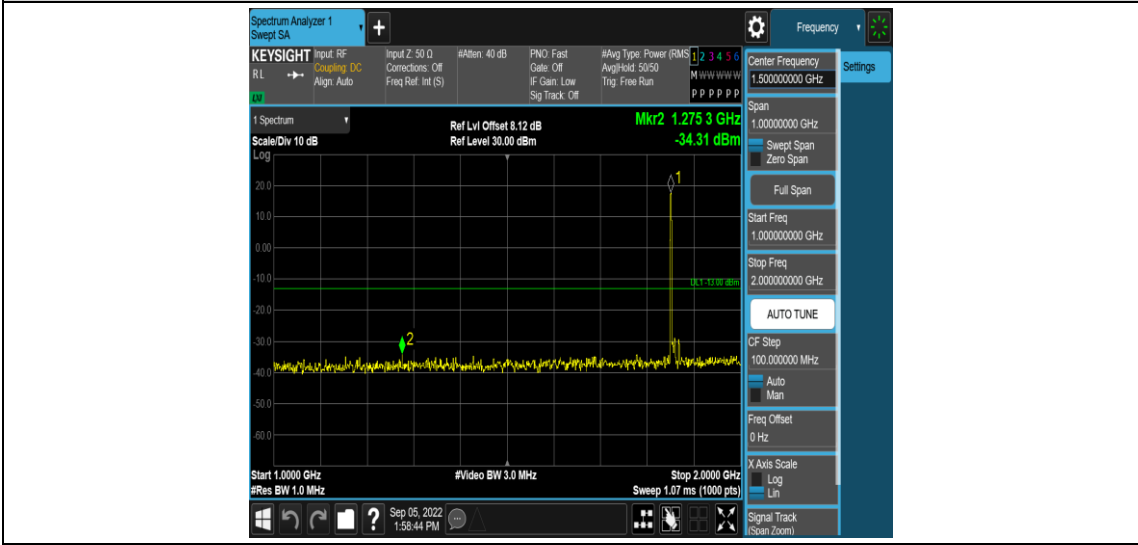 Spectrum Analyzer 1
Swept SA
+
Frequency
KEYSIGHT
RL
LM
Input: RF
Coupling: DC
Align: Auto
Input Z: 50 Ω
Corrections: Off
Freq Ref: Int (S)
#Atten: 40 dB
PNO: Fast
Gate: Off
IF Gain: Low
Sig Track: Off
#Avg Type: Power (RMS
Avg|Hold: 50/50
Trig: Free Run
1 2 3 4 5 6
M W W W W W
P P P P P P
1 Spectrum
Scale/Div 10 dB
Log
Ref Lvl Offset 8.12 dB
Ref Level 30.00 dBm
Mkr2 1.275 3 GHz
-34.31 dBm
1
20.0
10.0
0.00
-10.0
DL1 -13.00 dBm
-20.0
-30.0
2
-40.0
-50.0
-60.0
Start 1.0000 GHz
#Res BW 1.0 MHz
#Video BW 3.0 MHz
Stop 2.0000 GHz
Sweep 1.07 ms (1000 pts)
?
Sep 05, 2022
1:58:44 PM
Center Frequency
1.500000000 GHz
Settings
Span
1.00000000 GHz
Swept Span
Zero Span
Full Span
Start Freq
1.000000000 GHz
Stop Freq
2.000000000 GHz
AUTO TUNE
CF Step
100.000000 MHz
Auto
Man
Freq Offset
0 Hz
X Axis Scale
Log
Lin
Signal Track
(Span Zoom)